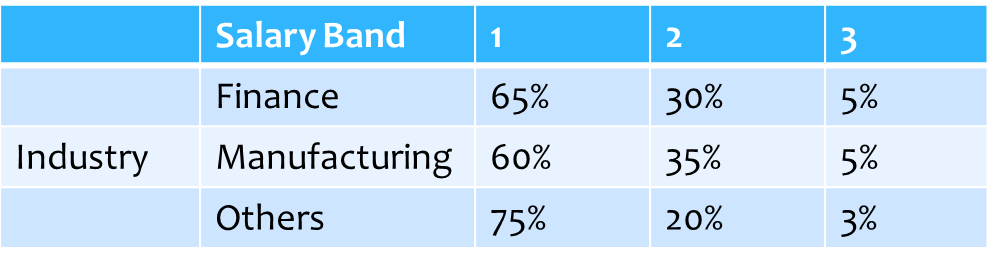 Salary Band 1 2 3
Finance 65% 30% 5%
Industry Manufacturing 60% 35% 5%
Others 75% 20% 3%